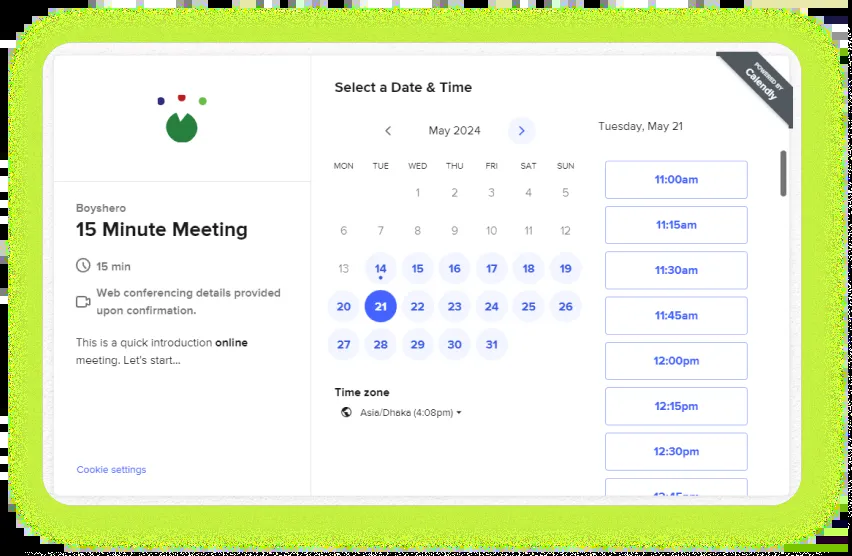 POWERED BY
Calendly
Boyshero
15 Minute Meeting
15 min
Web conferencing details provided
upon confirmation.
This is a quick introduction online
meeting. Let's start...
Cookie settings
Select a Date & Time
May 2024
MON TUE WED THU FRI SAT SUN
1 2 3 4 5
6 7 8 9 10 11 12
13 14 15 16 17 18 19
20 21 22 23 24 25 26
27 28 29 30 31
Time zone
Asia/Dhaka (4:08pm)
Tuesday, May 21
11:00am
11:15am
11:30am
11:45am
12:00pm
12:15pm
12:30pm
12:45pm